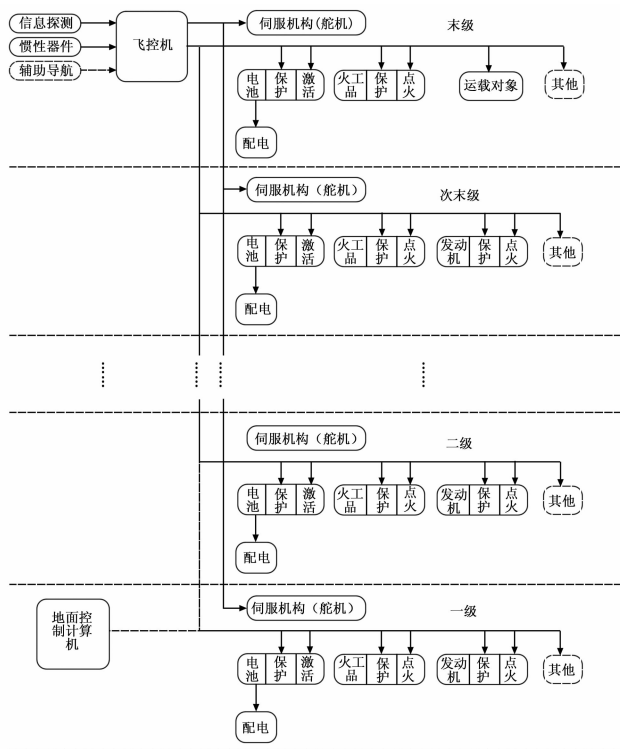 信息探测
惯性器件
辅助导航
飞控机
伺服机构(舵机)
末级
电池
保护
激活
火工品
保护
点火
运载对象
其他
配电
伺服机构（舵机）
次末级
电池
保护
激活
火工品
保护
点火
发动机
保护
点火
其他
配电
伺服机构（舵机）
二级
电池
保护
激活
火工品
保护
点火
发动机
保护
点火
其他
配电
地面控
制计算
机
伺服机构（舵机）
一级
电池
保护
激活
火工品
保护
点火
发动机
保护
点火
其他
配电